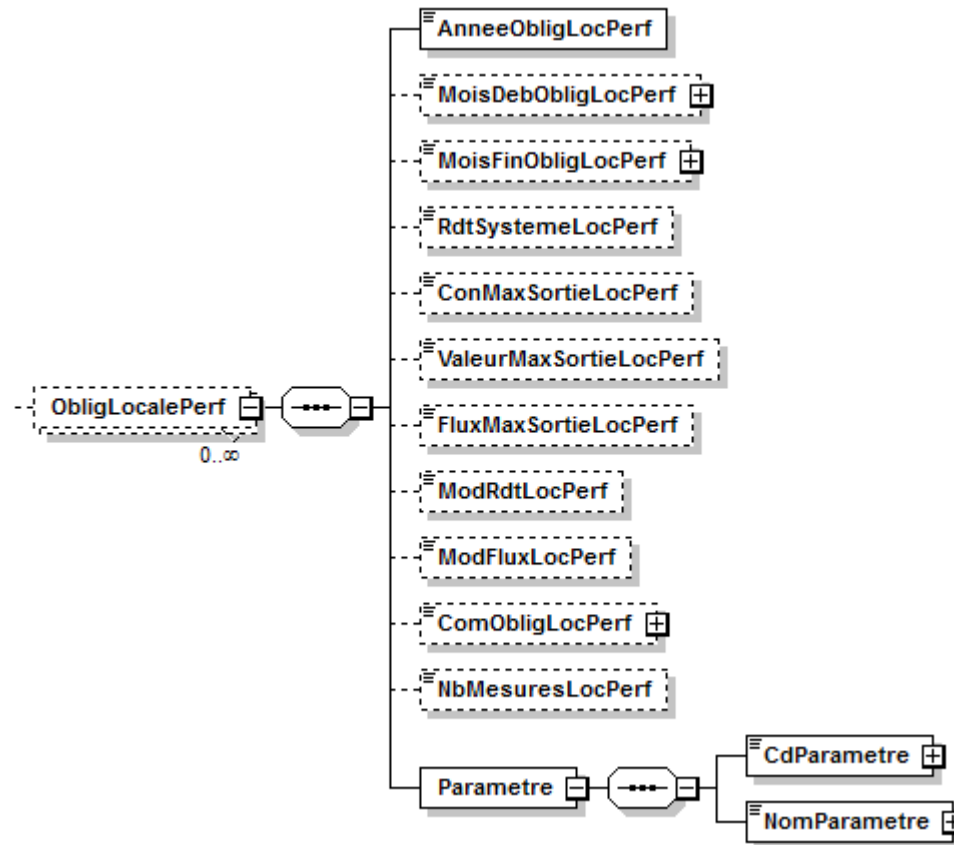 AnneeObligLocPerf
MoisDebObligLocPerf
MoisFinObligLocPerf
RdtSystemeLocPerf
ConMaxSortieLocPerf
ValeurMaxSortieLocPerf
ObligLocalePerf
0..∞
FluxMaxSortieLocPerf
ModRdtLocPerf
ModFluxLocPerf
ComObligLocPerf
NbMesuresLocPerf
Parametre
CdParametre
NomParametre